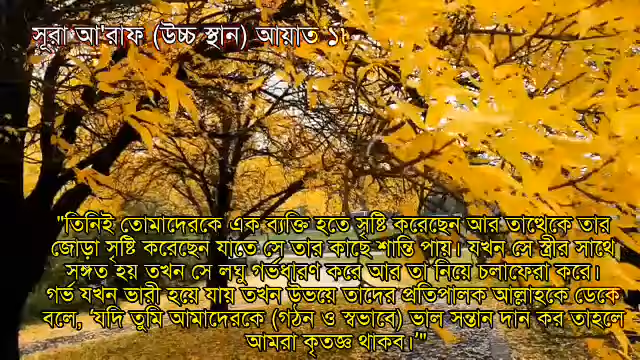 সূরা আ'রাফ (উচ্চ স্থান) আয়াত ১
"তিনিই তোমাদেরকে এক ব্যক্তি হতে সৃষ্টি করেছেন আর তাত্থেকে তার
জোড়া সৃষ্টি করেছেন যাতে সে তার কাছে শান্তি পায়। যখন সে স্ত্রীর সাথে
সঙ্গত হয় তখন সে লঘু গর্ভধারণ করে আর তা নিয়ে চলাফেরা করে।
গর্ভ যখন ভারী হয়ে যায় তখন উভয়ে তাদের প্রতিপালক আল্লাহকে ডেকে
বলে, 'যদি তুমি আমাদেরকে (গঠন ও স্বভাবে) ভাল সন্তান দান কর তাহলে
আমরা কৃতজ্ঞ থাকব।'"